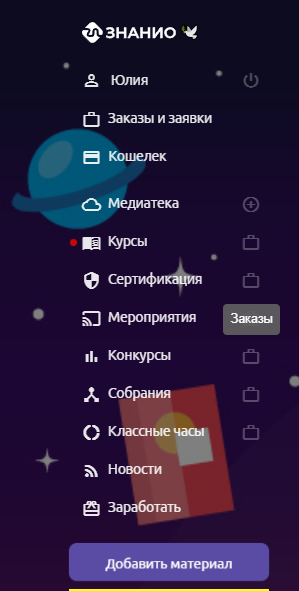 ЗНАНИО
Юлия
Заказы и заявки
Кошелек
Медиатека
Курсы
Сертификация
Мероприятия
Заказы
Конкурсы
Собрания
Классные часы
Новости
Заработать
Добавить материал